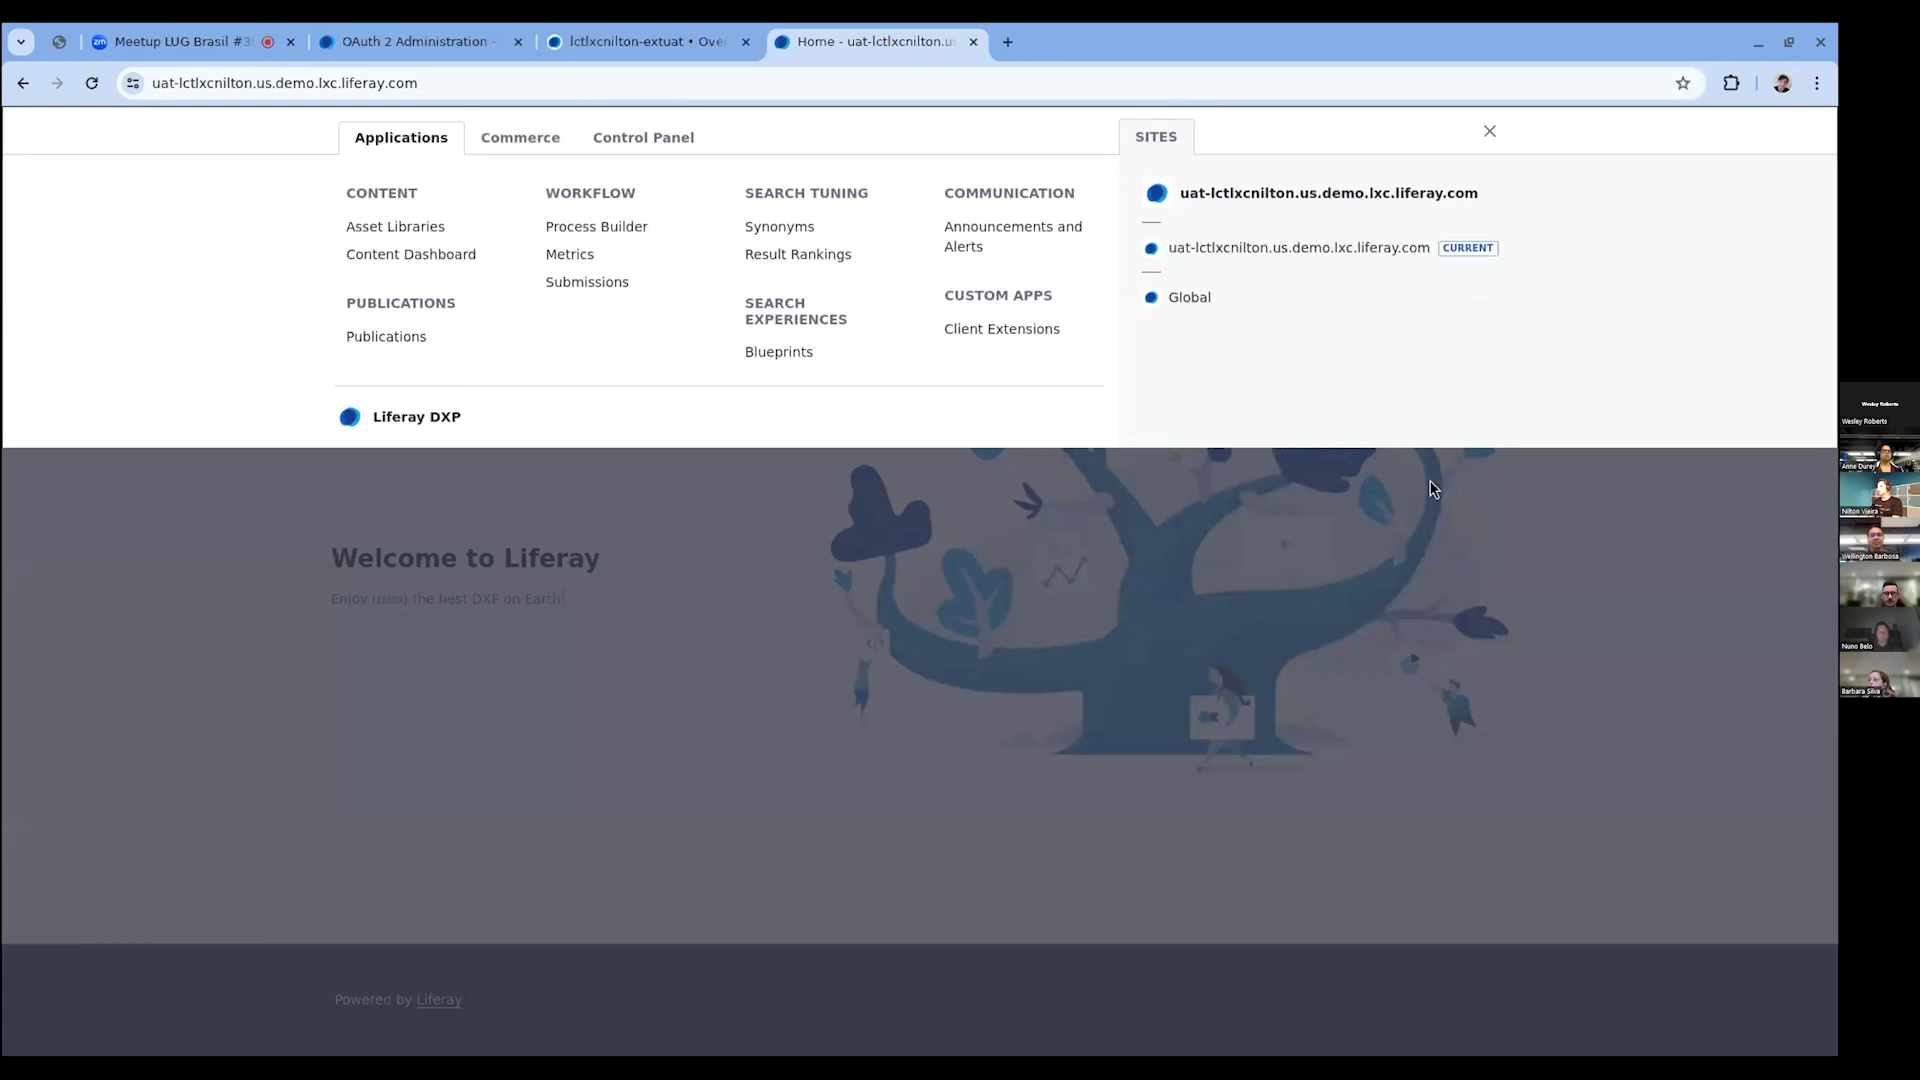 Meetup LUG Brasil #3
OAuth 2 Administration -
lctlxcnilton-extuat • Ove
Home - uat-lctlxcnilton.u
uat-lctlxcnilton.us.demo.lxc.liferay.com
Applications
Commerce
Control Panel
SITES
CONTENT
Asset Libraries
Content Dashboard
PUBLICATIONS
Publications
WORKFLOW
Process Builder
Metrics
Submissions
SEARCH TUNING
Synonyms
Result Rankings
SEARCH
EXPERIENCES
Blueprints
COMMUNICATION
Announcements and
Alerts
CUSTOM APPS
Client Extensions
uat-lctlxcnilton.us.demo.lxc.liferay.com
uat-lctlxcnilton.us.demo.lxc.liferay.com CURRENT
Global
Liferay DXP
Welcome to Liferay
Enjoy using the best DXP on Earth!
Powered by Liferay
Wesley Roberts
Wesley Roberts
Anne Durey
Nilton Vieira
Wellington Barbosa
Nuno Belo
Barbara Silva